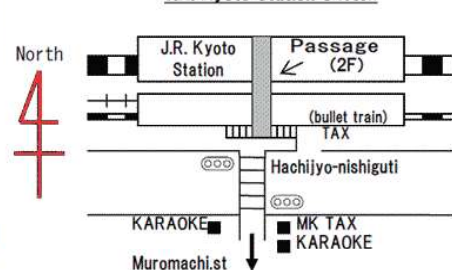 North
J.R. Kyoto
Station
Passage
(2F)
(bullet train)
TAX
Hachijyo-nishiguti
KARAOKE
MK TAX
KARAOKE
Muromachi.st